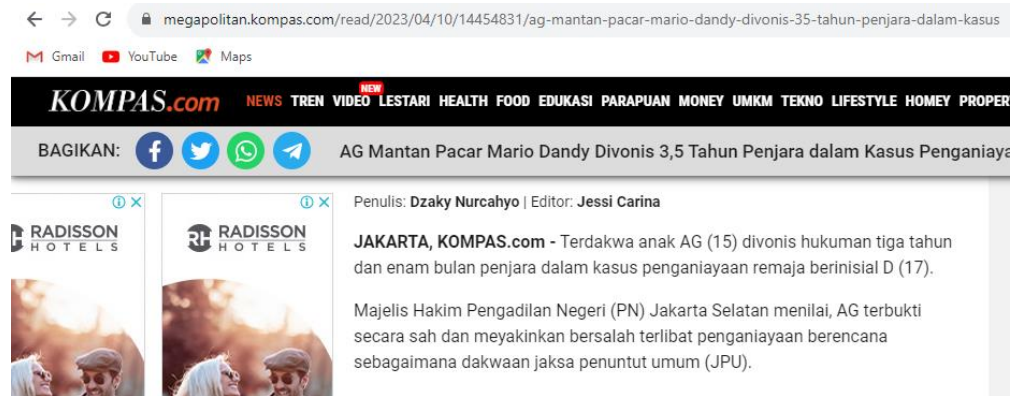 megapolitan.kompas.com/read/2023/04/10/14454831/ag-mantan-pacar-mario-dandy-divonis-35-tahun-penjara-dalam-kasus
Gmail YouTube Maps
KOMPAS.com NEWS TREN VIDEO NEW LESTARI HEALTH FOOD EDUKASI PARAPUAN MONEY UMKM TEKNO LIFESTYLE HOMEY PROPER
BAGIKAN: AG Mantan Pacar Mario Dandy Divonis 3,5 Tahun Penjara dalam Kasus Penganiaya
RADISSON
HOTELS
RADISSON
HOTELS
Penulis: Dzaky Nurcahyo | Editor: Jessi Carina
JAKARTA, KOMPAS.com - Terdakwa anak AG (15) divonis hukuman tiga tahun
dan enam bulan penjara dalam kasus penganiayaan remaja berinisial D (17).
Majelis Hakim Pengadilan Negeri (PN) Jakarta Selatan menilai, AG terbukti
secara sah dan meyakinkan bersalah terlibat penganiayaan berencana
sebagaimana dakwaan jaksa penuntut umum (JPU).